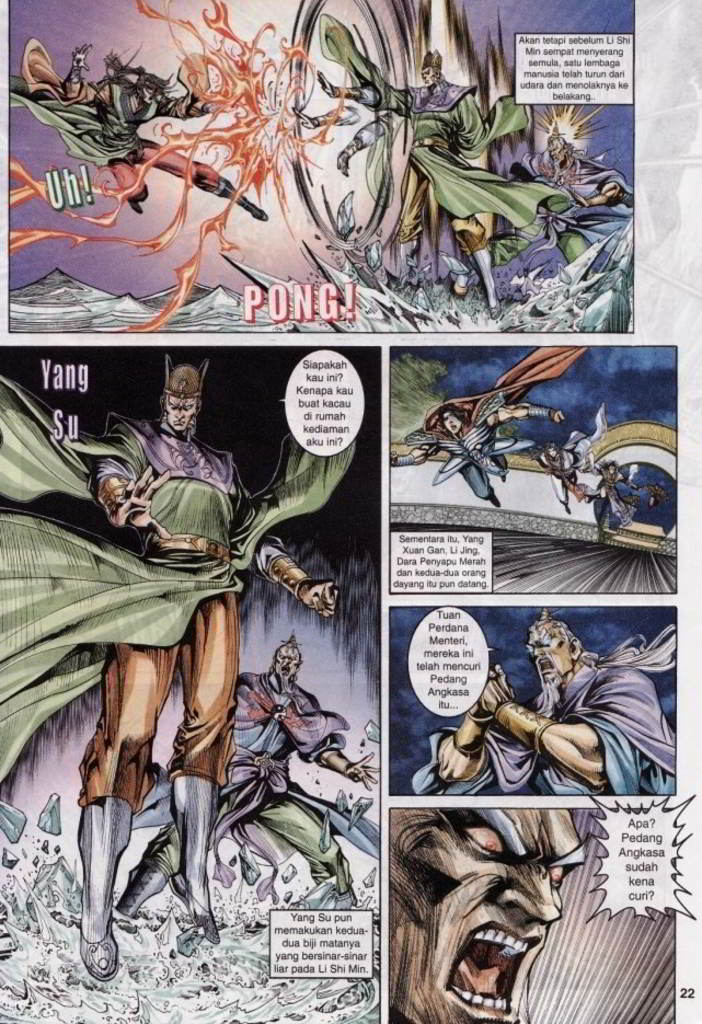 Akan tetapi sebelum Li Shi
Min sempat menyerang
semula, satu lembaga
manusia telah turun dari
udara dan menolaknya ke
belakang..
Uh!
PONG!
Yang
Su
Siapakah
kau ini?
Kenapa kau
buat kacau
di rumah
kediaman
aku ini?
Sementara itu, Yang
Xuan Gan, Li Jing,
Dara Penyapu Merah
dan kedua-dua orang
dayang itu pun datang.
Tuan
Perdana
Menteri,
mereka ini
telah mencuri
Pedang
Angkasa
itu...
Apa?
Pedang
Angkasa
sudah
kena
curi?
Yang Su pun
memakukan kedua-
dua biji matanya
yang bersinar-sinar
liar pada Li Shi Min.
22